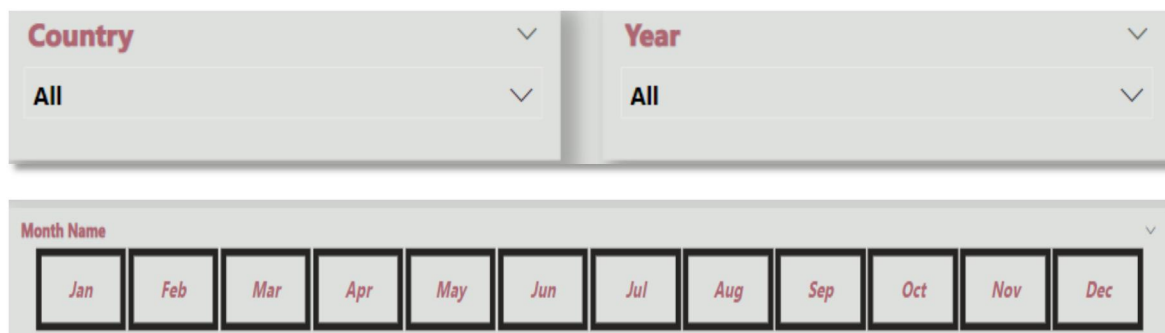 Country Year
All All
Month Name
Jan Feb Mar Apr May Jun Jul Aug Sep Oct Nov Dec